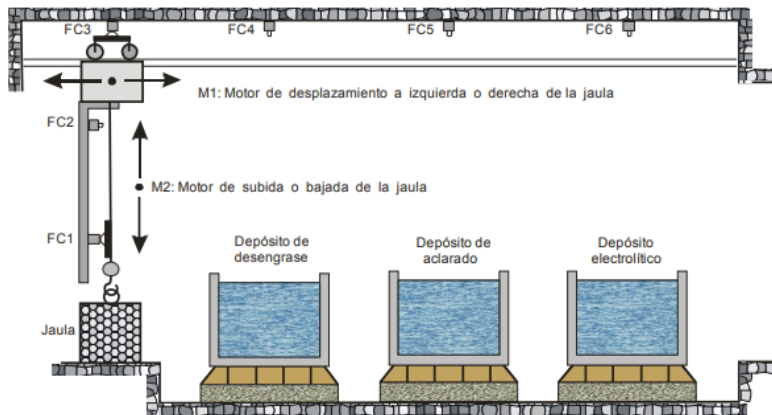 FC3
FC4
FC5
FC6
M1: Motor de desplazamiento a izquierda o derecha de la jaula
FC2
M2: Motor de subida o bajada de la jaula
FC1
Depósito de
desengrase
Depósito de
aclarado
Depósito
electrolítico
Jaula